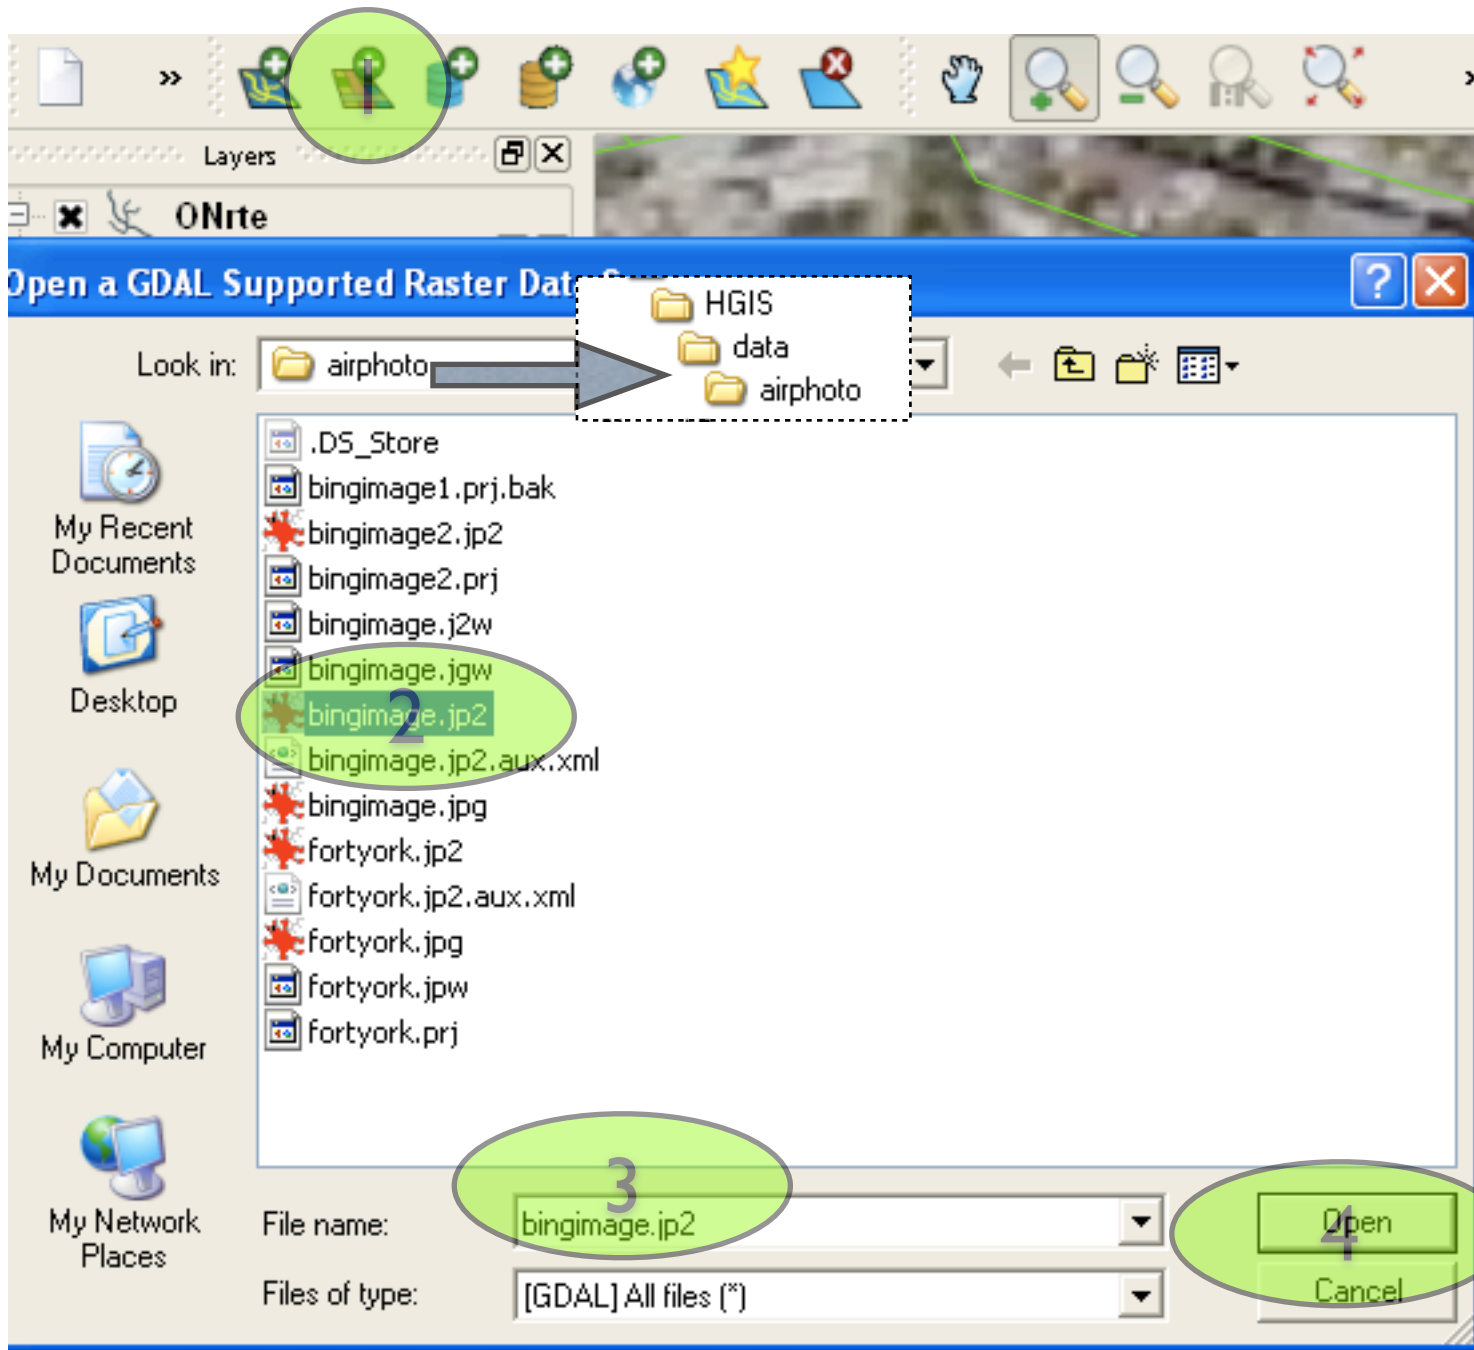 1
»
Layers
ONrte
Open a GDAL Supported Raster Data S
HGIS
data
airphoto
Look in:
airphoto
.DS_Store
bingimage1.prj.bak
bingimage2.jp2
bingimage2.prj
bingimage.j2w
bingimage.jgw
2
bingimage.jp2
bingimage.jp2.aux.xml
bingimage.jpg
fortyork.jp2
fortyork.jp2.aux.xml
fortyork.jpg
fortyork.jpw
fortyork.prj
My Recent
Documents
Desktop
My Documents
My Computer
My Network
Places
3
File name:
bingimage.jp2
4
Open
Files of type:
[GDAL] All files (*)
Cancel